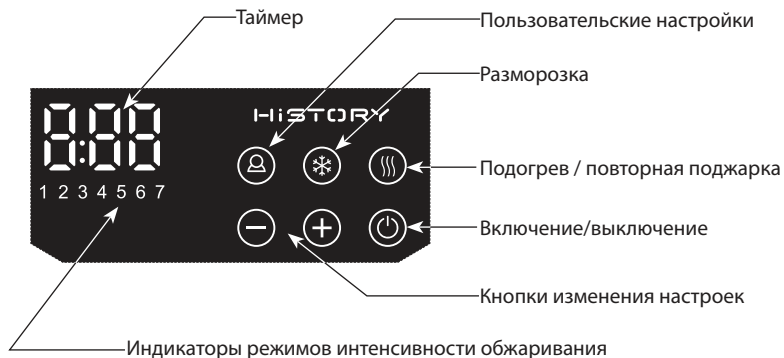 Таймер
Пользовательские настройки
Разморозка
8:88
HiSTORY
Подогрев / повторная поджарка
1 2 3 4 5 6 7
Включение/выключение
Кнопки изменения настроек
Индикаторы режимов интенсивности обжаривания